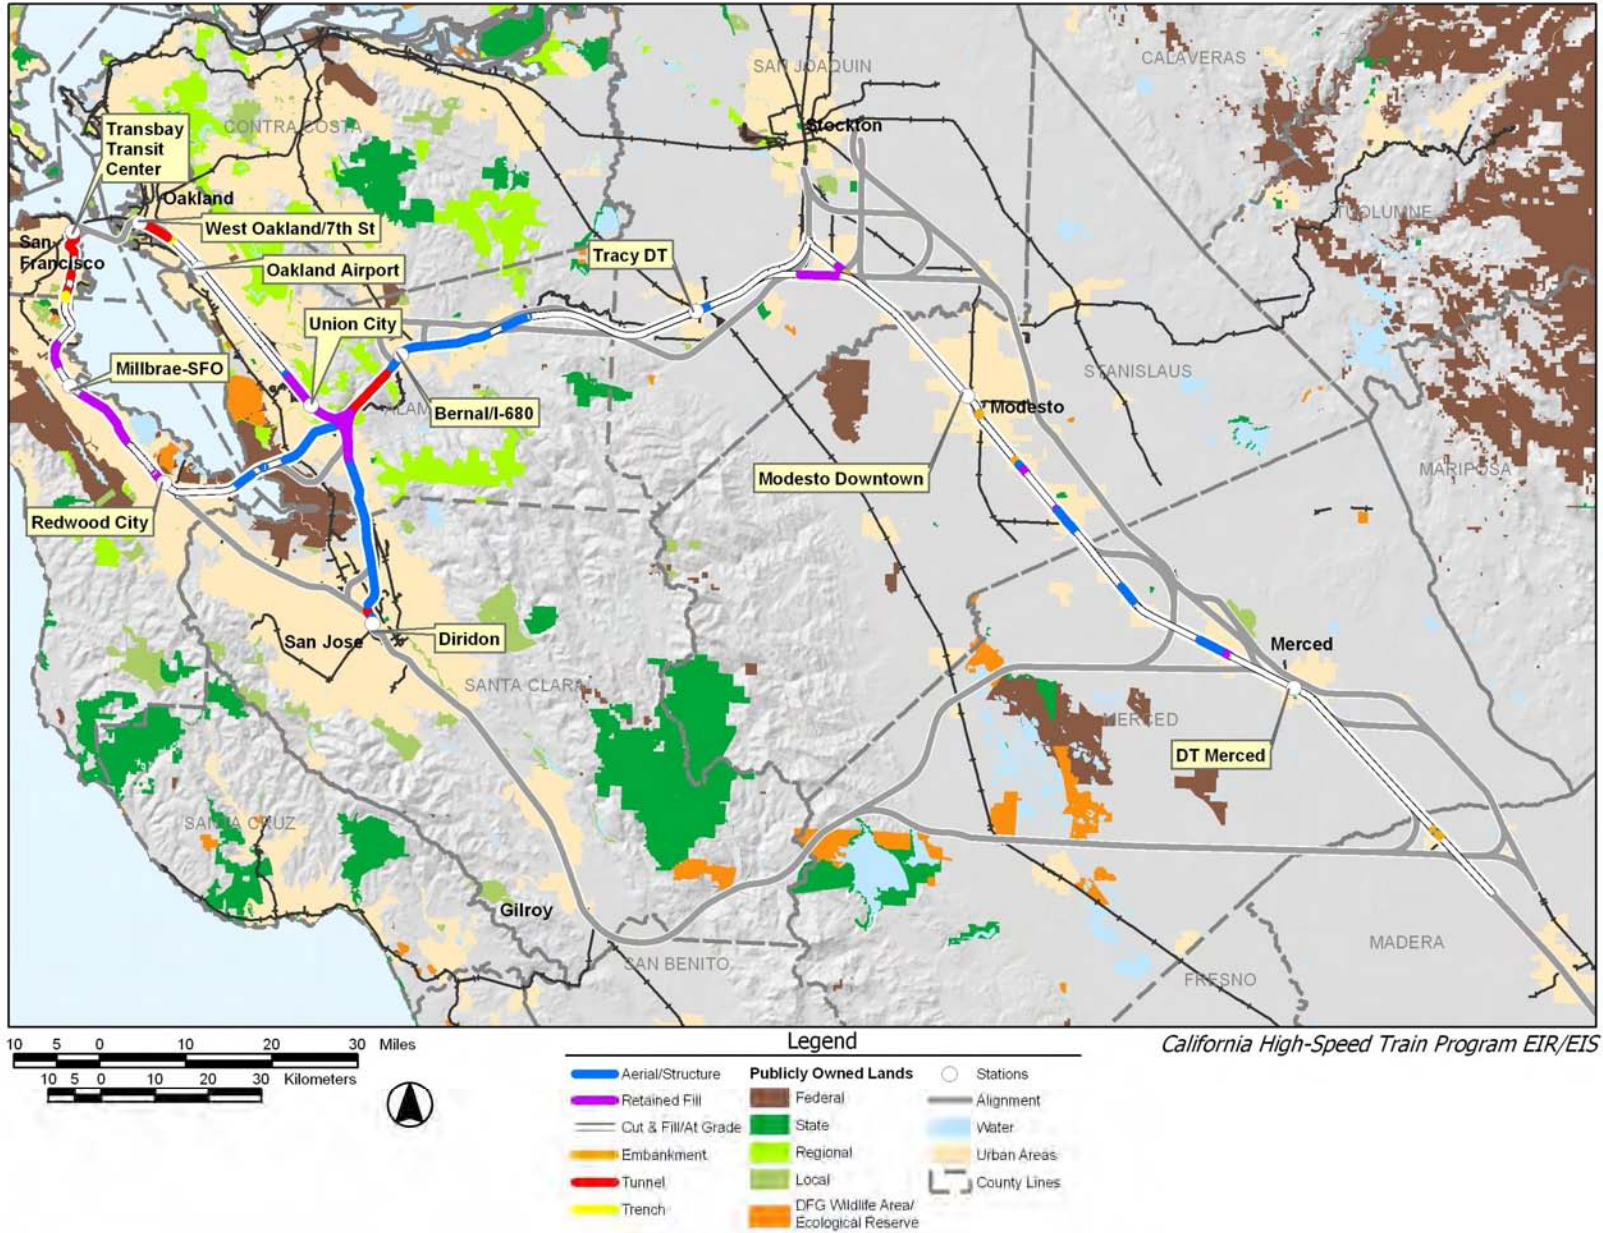 SAN JOAQUIN
CALAVERAS
CONTRA COSTA
Stockton
Transbay
Transit
Center
Oakland
West Oakland/7th St
TUOLUMNE
San
Francisco
Tracy DT
Oakland Airport
Union City
Millbrae-SFO
STANISLAUS
ALAM
Bernal/I-680
Modesto
MARIPOSA
Modesto Downtown
Redwood City
San Jose
Diridon
Merced
SANTA CLARA
MERCED
DT Merced
SANTA CRUZ
Gilroy
MADERA
SAN BENITO
FRESNO
Legend
California High-Speed Train Program EIR/EIS
10 5 0 10 20 30 Miles
10 5 0 10 20 30 Kilometers
Aerial/Structure
Retained Fill
Cut & Fill/At Grade
Embankment
Tunnel
Trench
Publicly Owned Lands
Federal
State
Regional
Local
DFG Wildlife Area/
Ecological Reserve
Stations
Alignment
Water
Urban Areas
County Lines